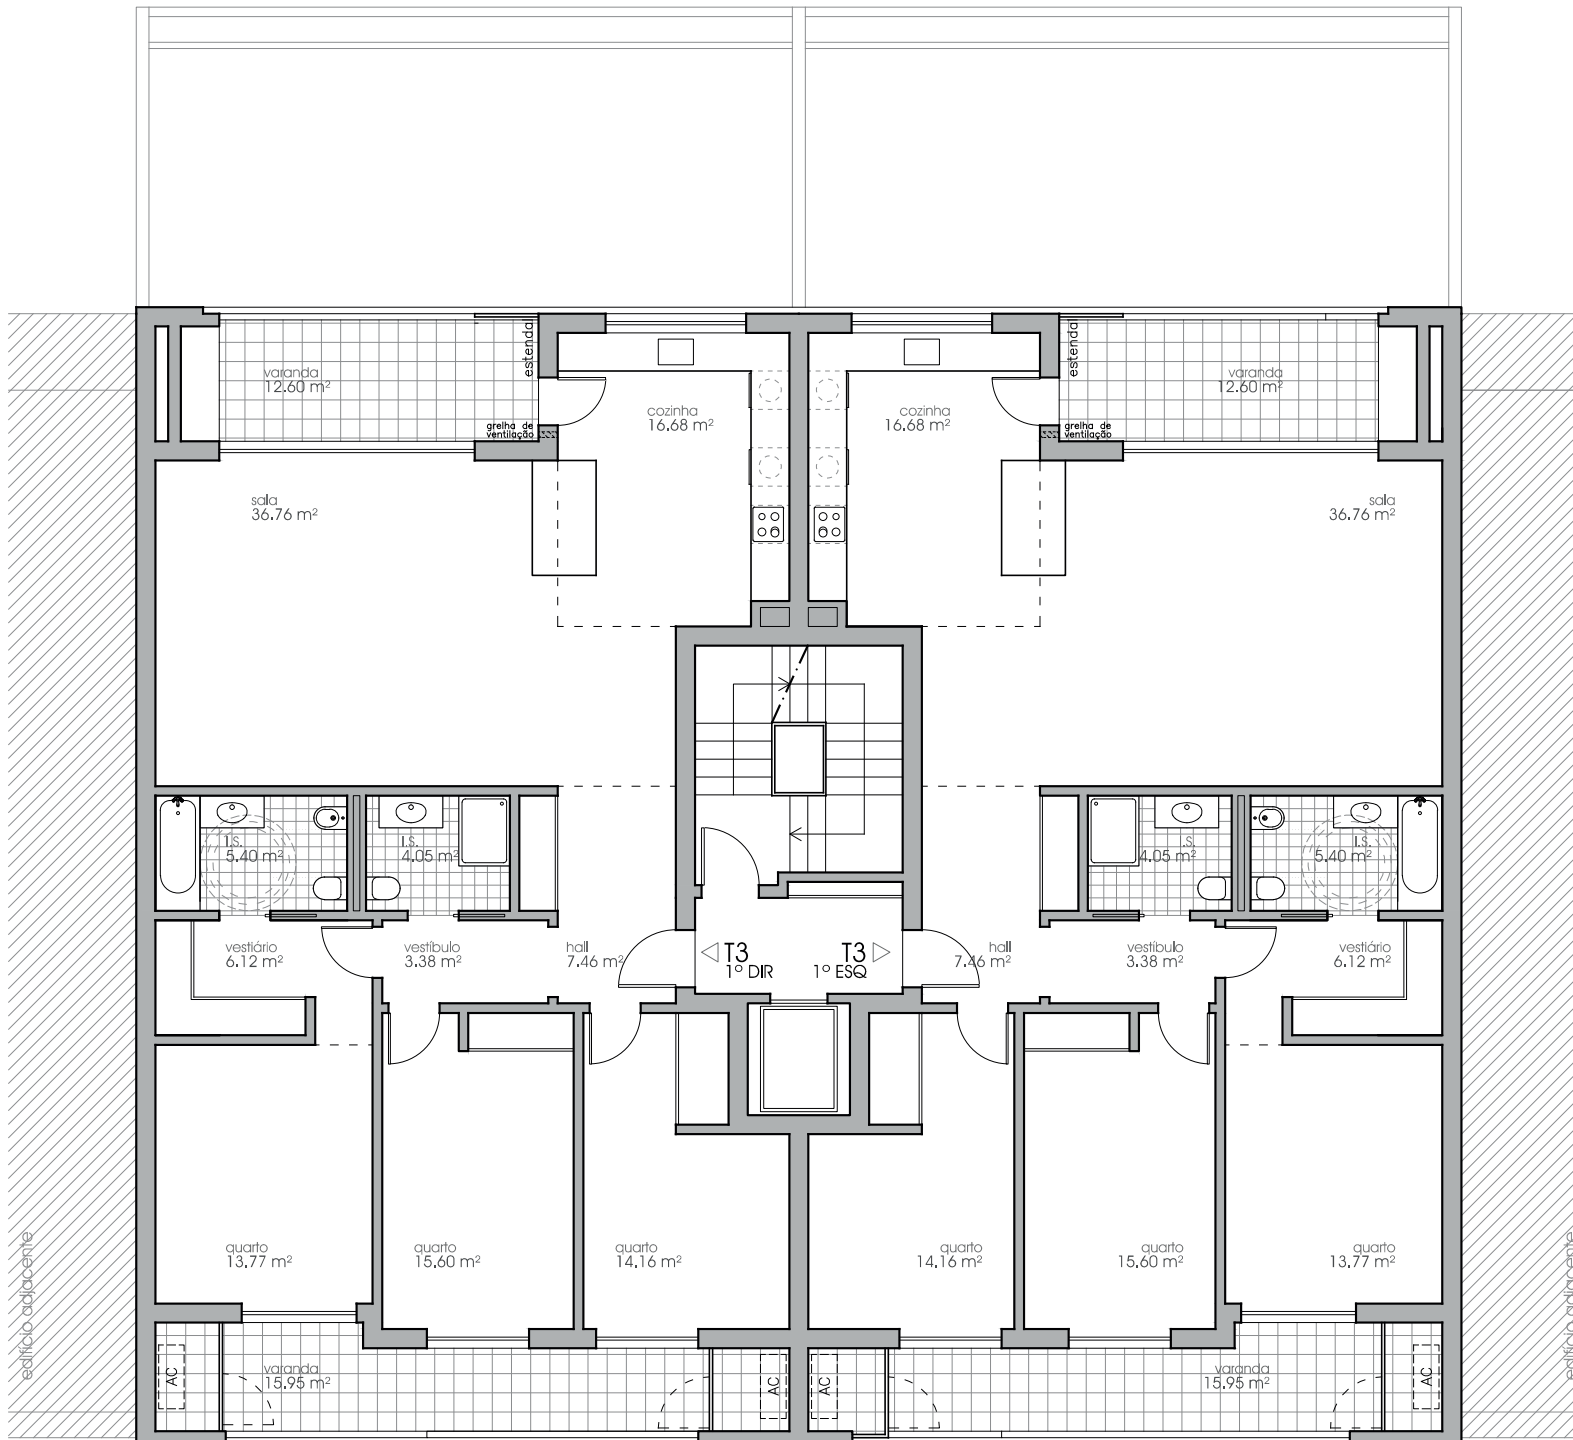 estendal
estendal
varanda
12.60 m²
varanda
12.60 m²
grelha de
ventilação
grelha de
ventilação
cozinha
16.68 m²
cozinha
16.68 m²
sala
36.76 m²
sala
36.76 m²
I.S.
5.40 m²
I.S.
4.05 m²
I.S.
4.05 m²
I.S.
5.40 m²
vestiário
6.12 m²
vestíbulo
3.38 m²
hall
7.46 m²
T3
1º DIR
T3
1º ESQ
hall
7.46 m²
vestíbulo
3.38 m²
vestiário
6.12 m²
quarto
13.77 m²
quarto
15.60 m²
quarto
14.16 m²
quarto
14.16 m²
quarto
15.60 m²
quarto
13.77 m²
edifício adjacente
edifício adjacente
AC
varanda
15.95 m²
AC
AC
varanda
15.95 m²
AC